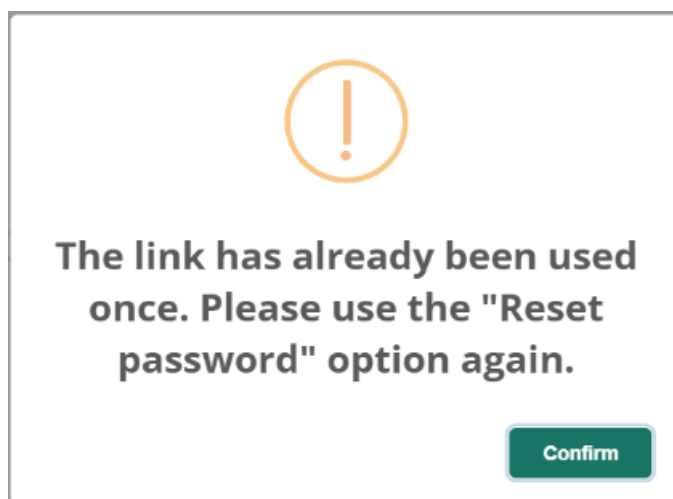 The link has already been used
once. Please use the "Reset
password" option again.
Confirm